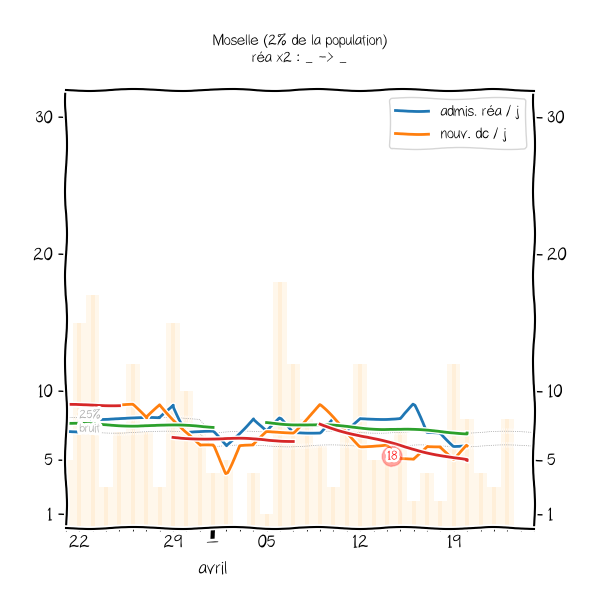 Moselle (2% de la population)
réa x2 : _ -> _
admis. réa / j
nouv. dc / j
30
30
20
20
10
10
25%
bruit
18
5
5
1
1
22
29
05
12
19
avril